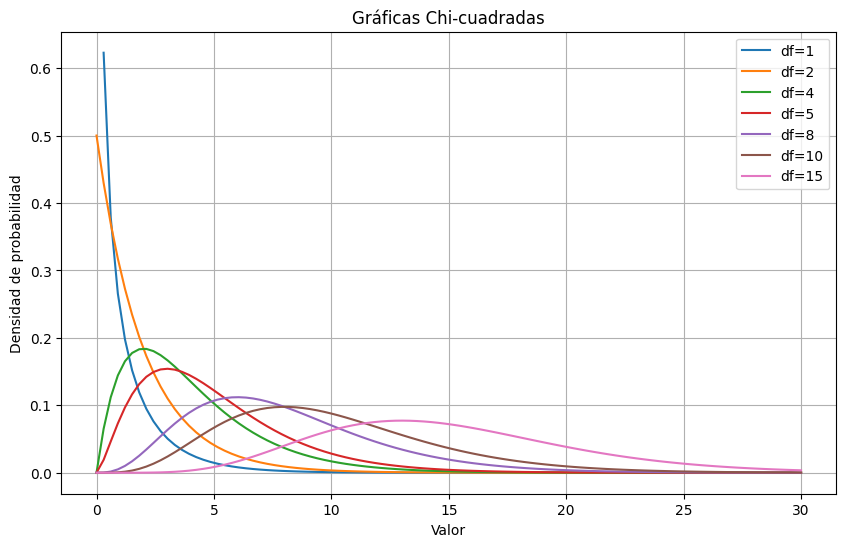 Gráficas Chi-cuadradas
df=1
df=2
df=4
df=5
df=8
df=10
df=15
Densidad de probabilidad
0.6
0.5
0.4
0.3
0.2
0.1
0.0
0 5 10 15 20 25 30
Valor